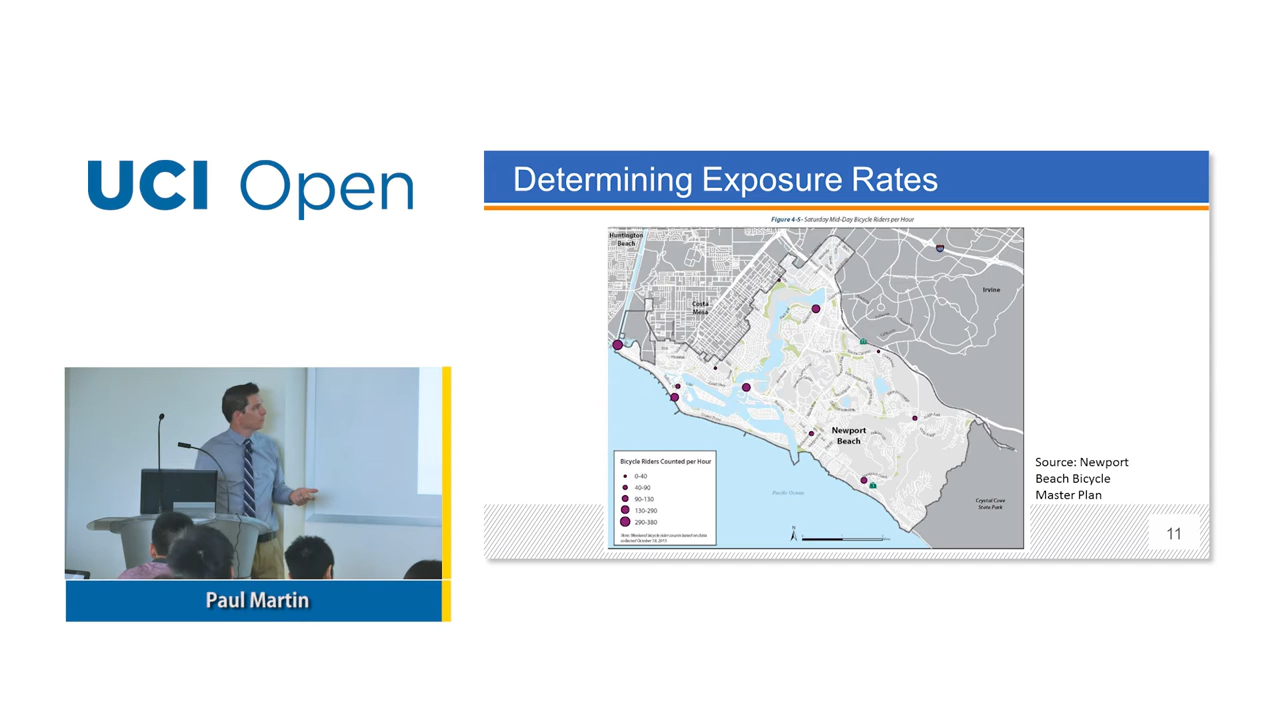 UCI Open
Determining Exposure Rates
Figure 4-5- Saturday Mid-Day Bicycle Riders per Hour
Huntington
Beach
Irvine
Costa
Mesa
Newport
Beach
Bicycle Riders Counted per Hour
0-40
40-90
90-130
130-290
290-380
Pacific Ocean
N
Crystal Cove
State Park
Source: Newport
Beach Bicycle
Master Plan
11
Paul Martin